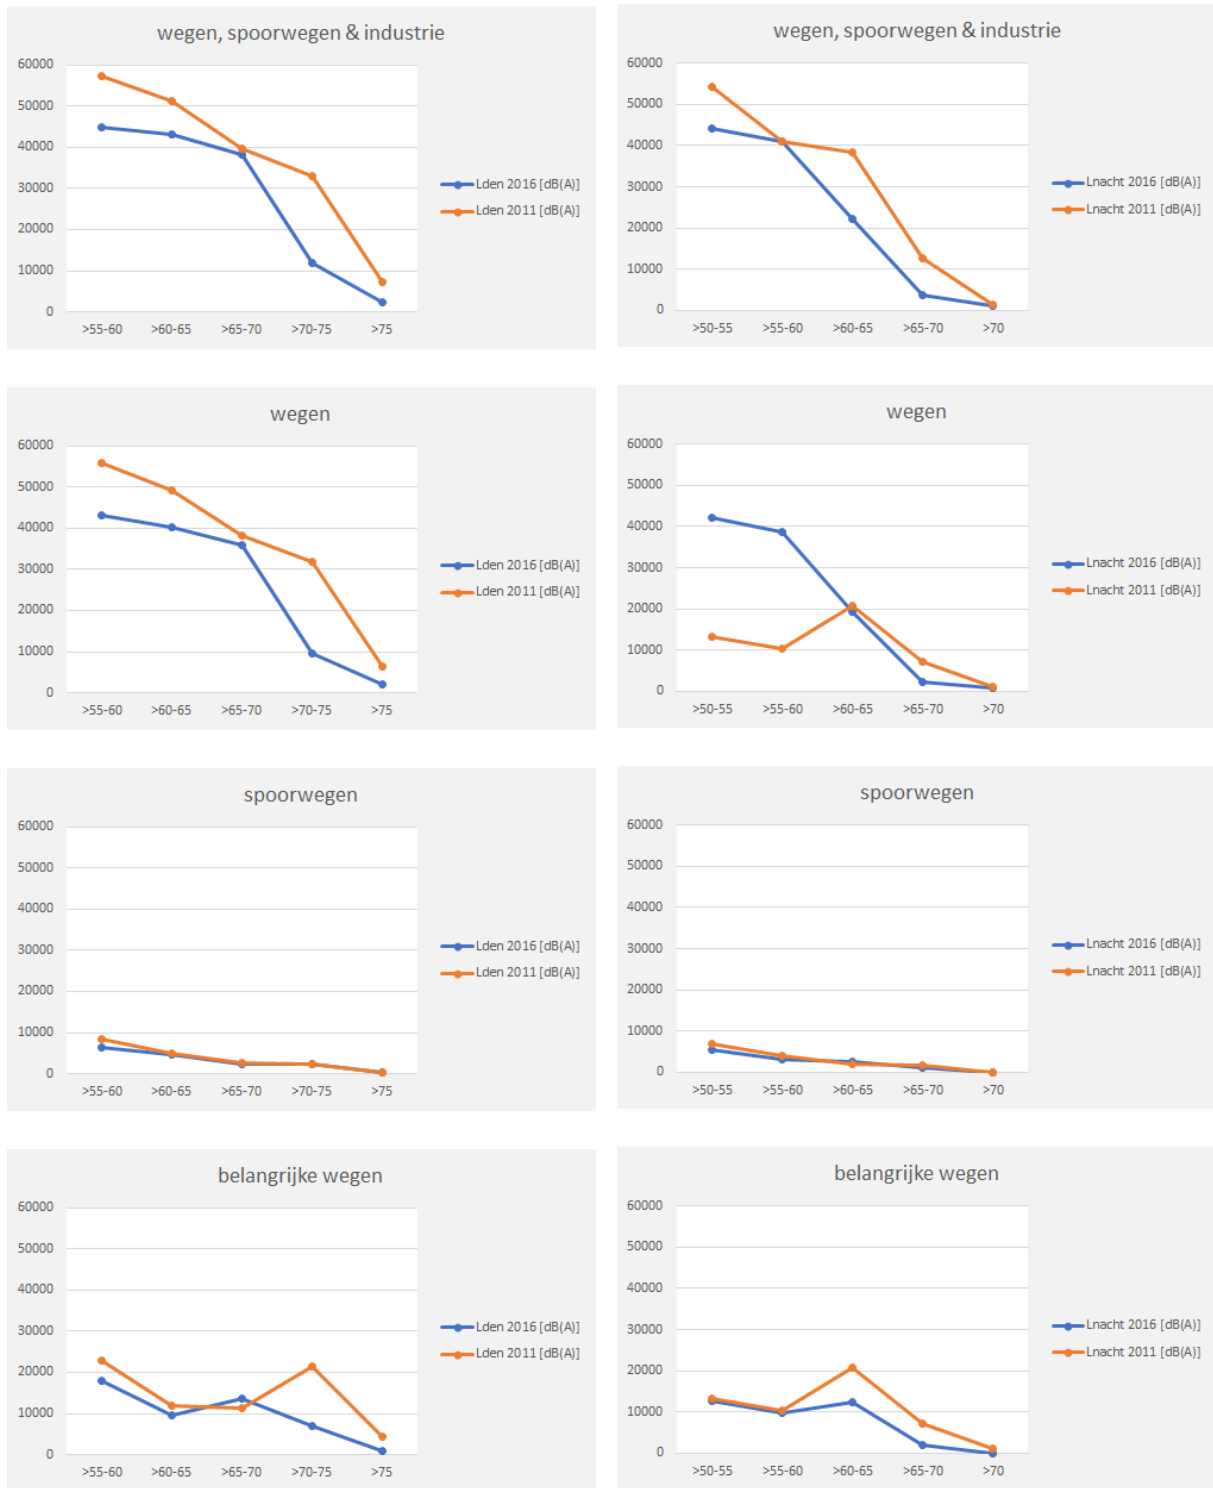 wegen, spoorwegen & industrie
60000
50000
40000
30000
20000
10000
0
>55-60 >60-65 >65-70 >70-75 >75
Lden 2016 [dB(A)]
Lden 2011 [dB(A)]
wegen, spoorwegen & industrie
60000
50000
40000
30000
20000
10000
0
>50-55 >55-60 >60-65 >65-70 >70
Lnacht 2016 [dB(A)]
Lnacht 2011 [dB(A)]
wegen
60000
50000
40000
30000
20000
10000
0
>55-60 >60-65 >65-70 >70-75 >75
Lden 2016 [dB(A)]
Lden 2011 [dB(A)]
wegen
60000
50000
40000
30000
20000
10000
0
>50-55 >55-60 >60-65 >65-70 >70
Lnacht 2016 [dB(A)]
Lnacht 2011 [dB(A)]
spoorwegen
60000
50000
40000
30000
20000
10000
0
>55-60 >60-65 >65-70 >70-75 >75
Lden 2016 [dB(A)]
Lden 2011 [dB(A)]
spoorwegen
60000
50000
40000
30000
20000
10000
0
>50-55 >55-60 >60-65 >65-70 >70
Lnacht 2016 [dB(A)]
Lnacht 2011 [dB(A)]
belangrijke wegen
60000
50000
40000
30000
20000
10000
0
>55-60 >60-65 >65-70 >70-75 >75
Lden 2016 [dB(A)]
Lden 2011 [dB(A)]
belangrijke wegen
60000
50000
40000
30000
20000
10000
0
>50-55 >55-60 >60-65 >65-70 >70
Lnacht 2016 [dB(A)]
Lnacht 2011 [dB(A)]